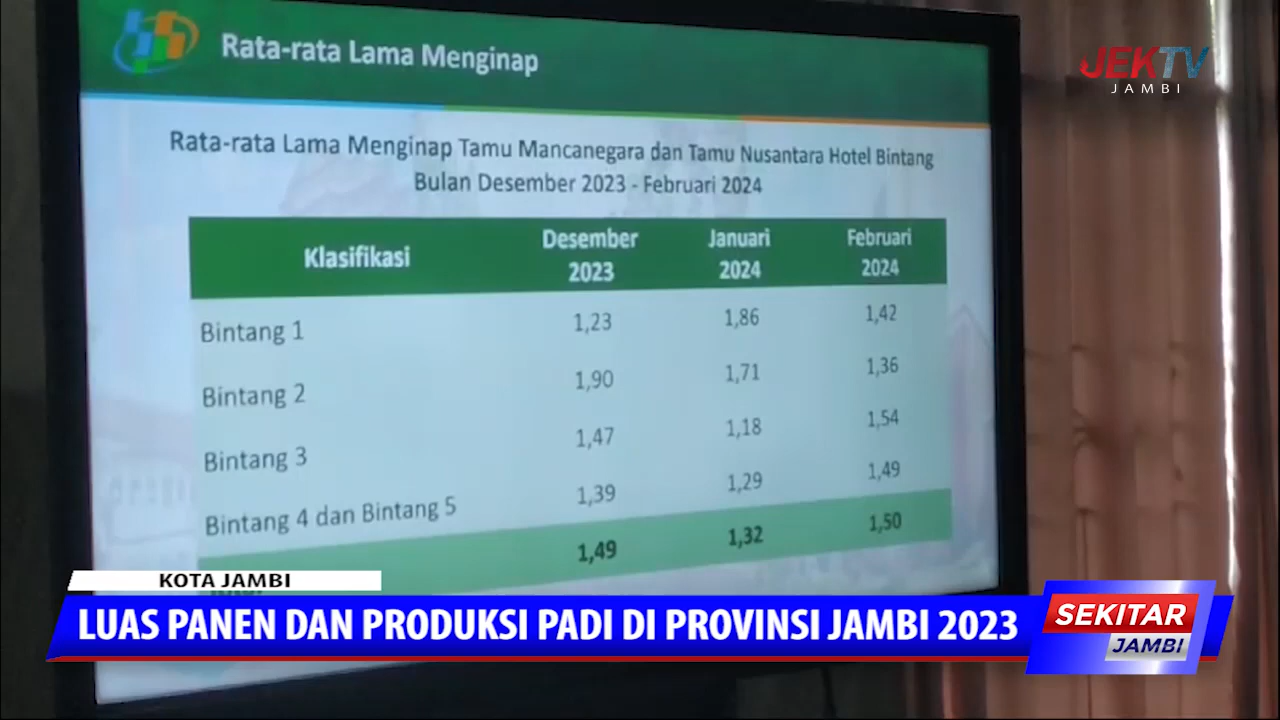 Rata-rata Lama Menginap
JEKTV
JAMBI
Rata-rata Lama Menginap Tamu Mancanegara dan Tamu Nusantara Hotel Bintang
Bulan Desember 2023 - Februari 2024
Klasifikasi Desember 2023 Januari 2024 Februari 2024
Bintang 1 1,23 1,86 1,42
Bintang 2 1,90 1,71 1,36
Bintang 3 1,47 1,18 1,54
Bintang 4 dan Bintang 5 1,39 1,29 1,49
1,49 1,32 1,50
KOTA JAMBI
LUAS PANEN DAN PRODUKSI PADI DI PROVINSI JAMBI 2023
SEKITAR
JAMBI